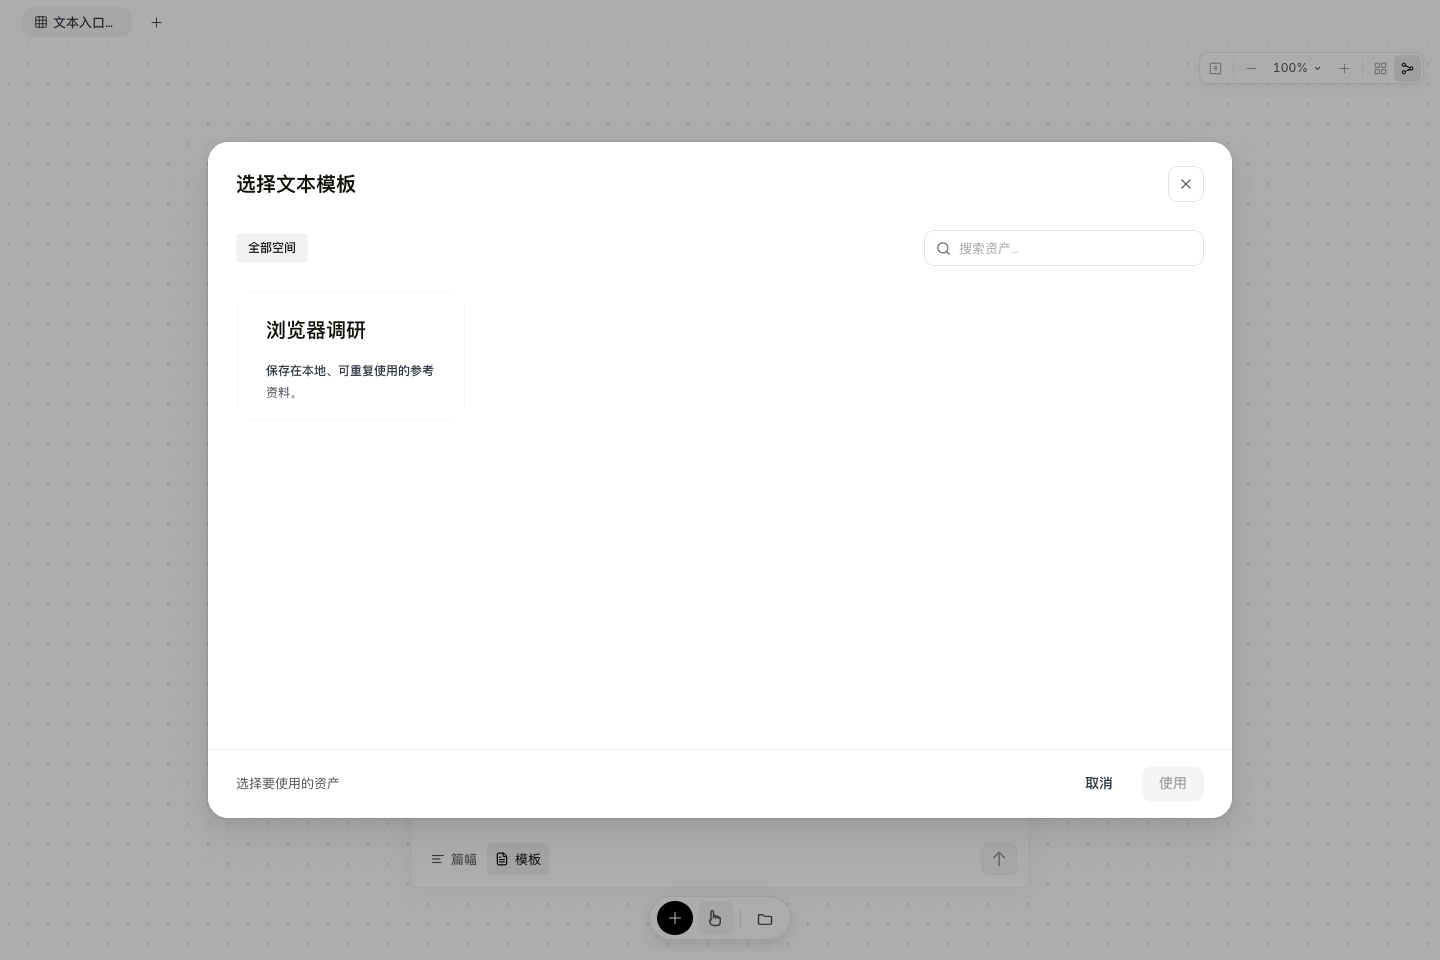 文本入口...
100%
选择文本模板
全部空间
搜索资产...
浏览器调研
保存在本地、可重复使用的参考
资料。
选择要使用的资产
取消
使用
篇幅
模板